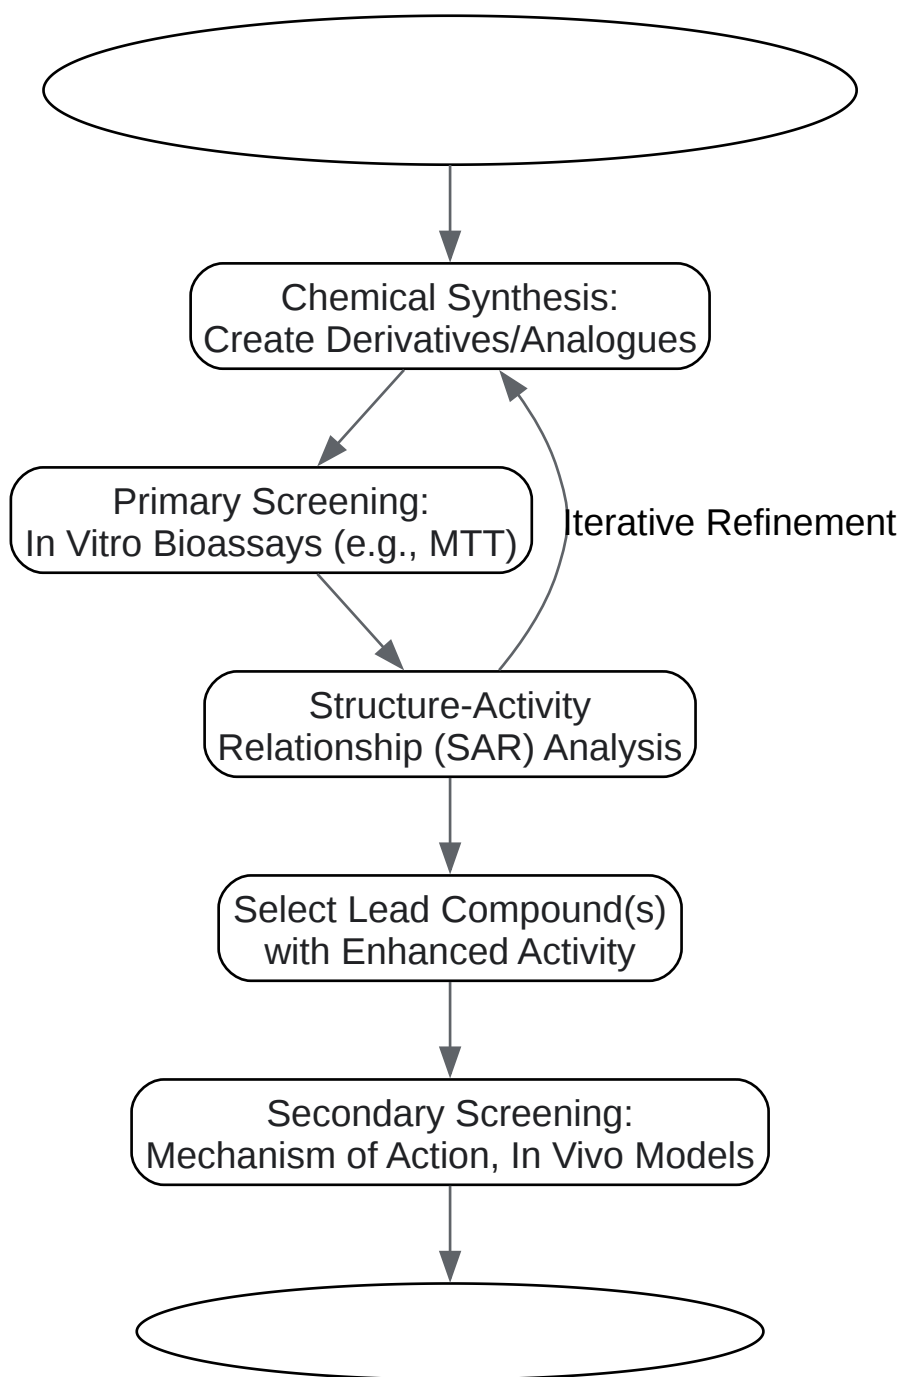 Chemical Synthesis:
Create Derivatives/Analogues
Primary Screening:
In Vitro Bioassays (e.g., MTT)
Iterative Refinement
Structure-Activity
Relationship (SAR) Analysis
Select Lead Compound(s)
with Enhanced Activity
Secondary Screening:
Mechanism of Action, In Vivo Models